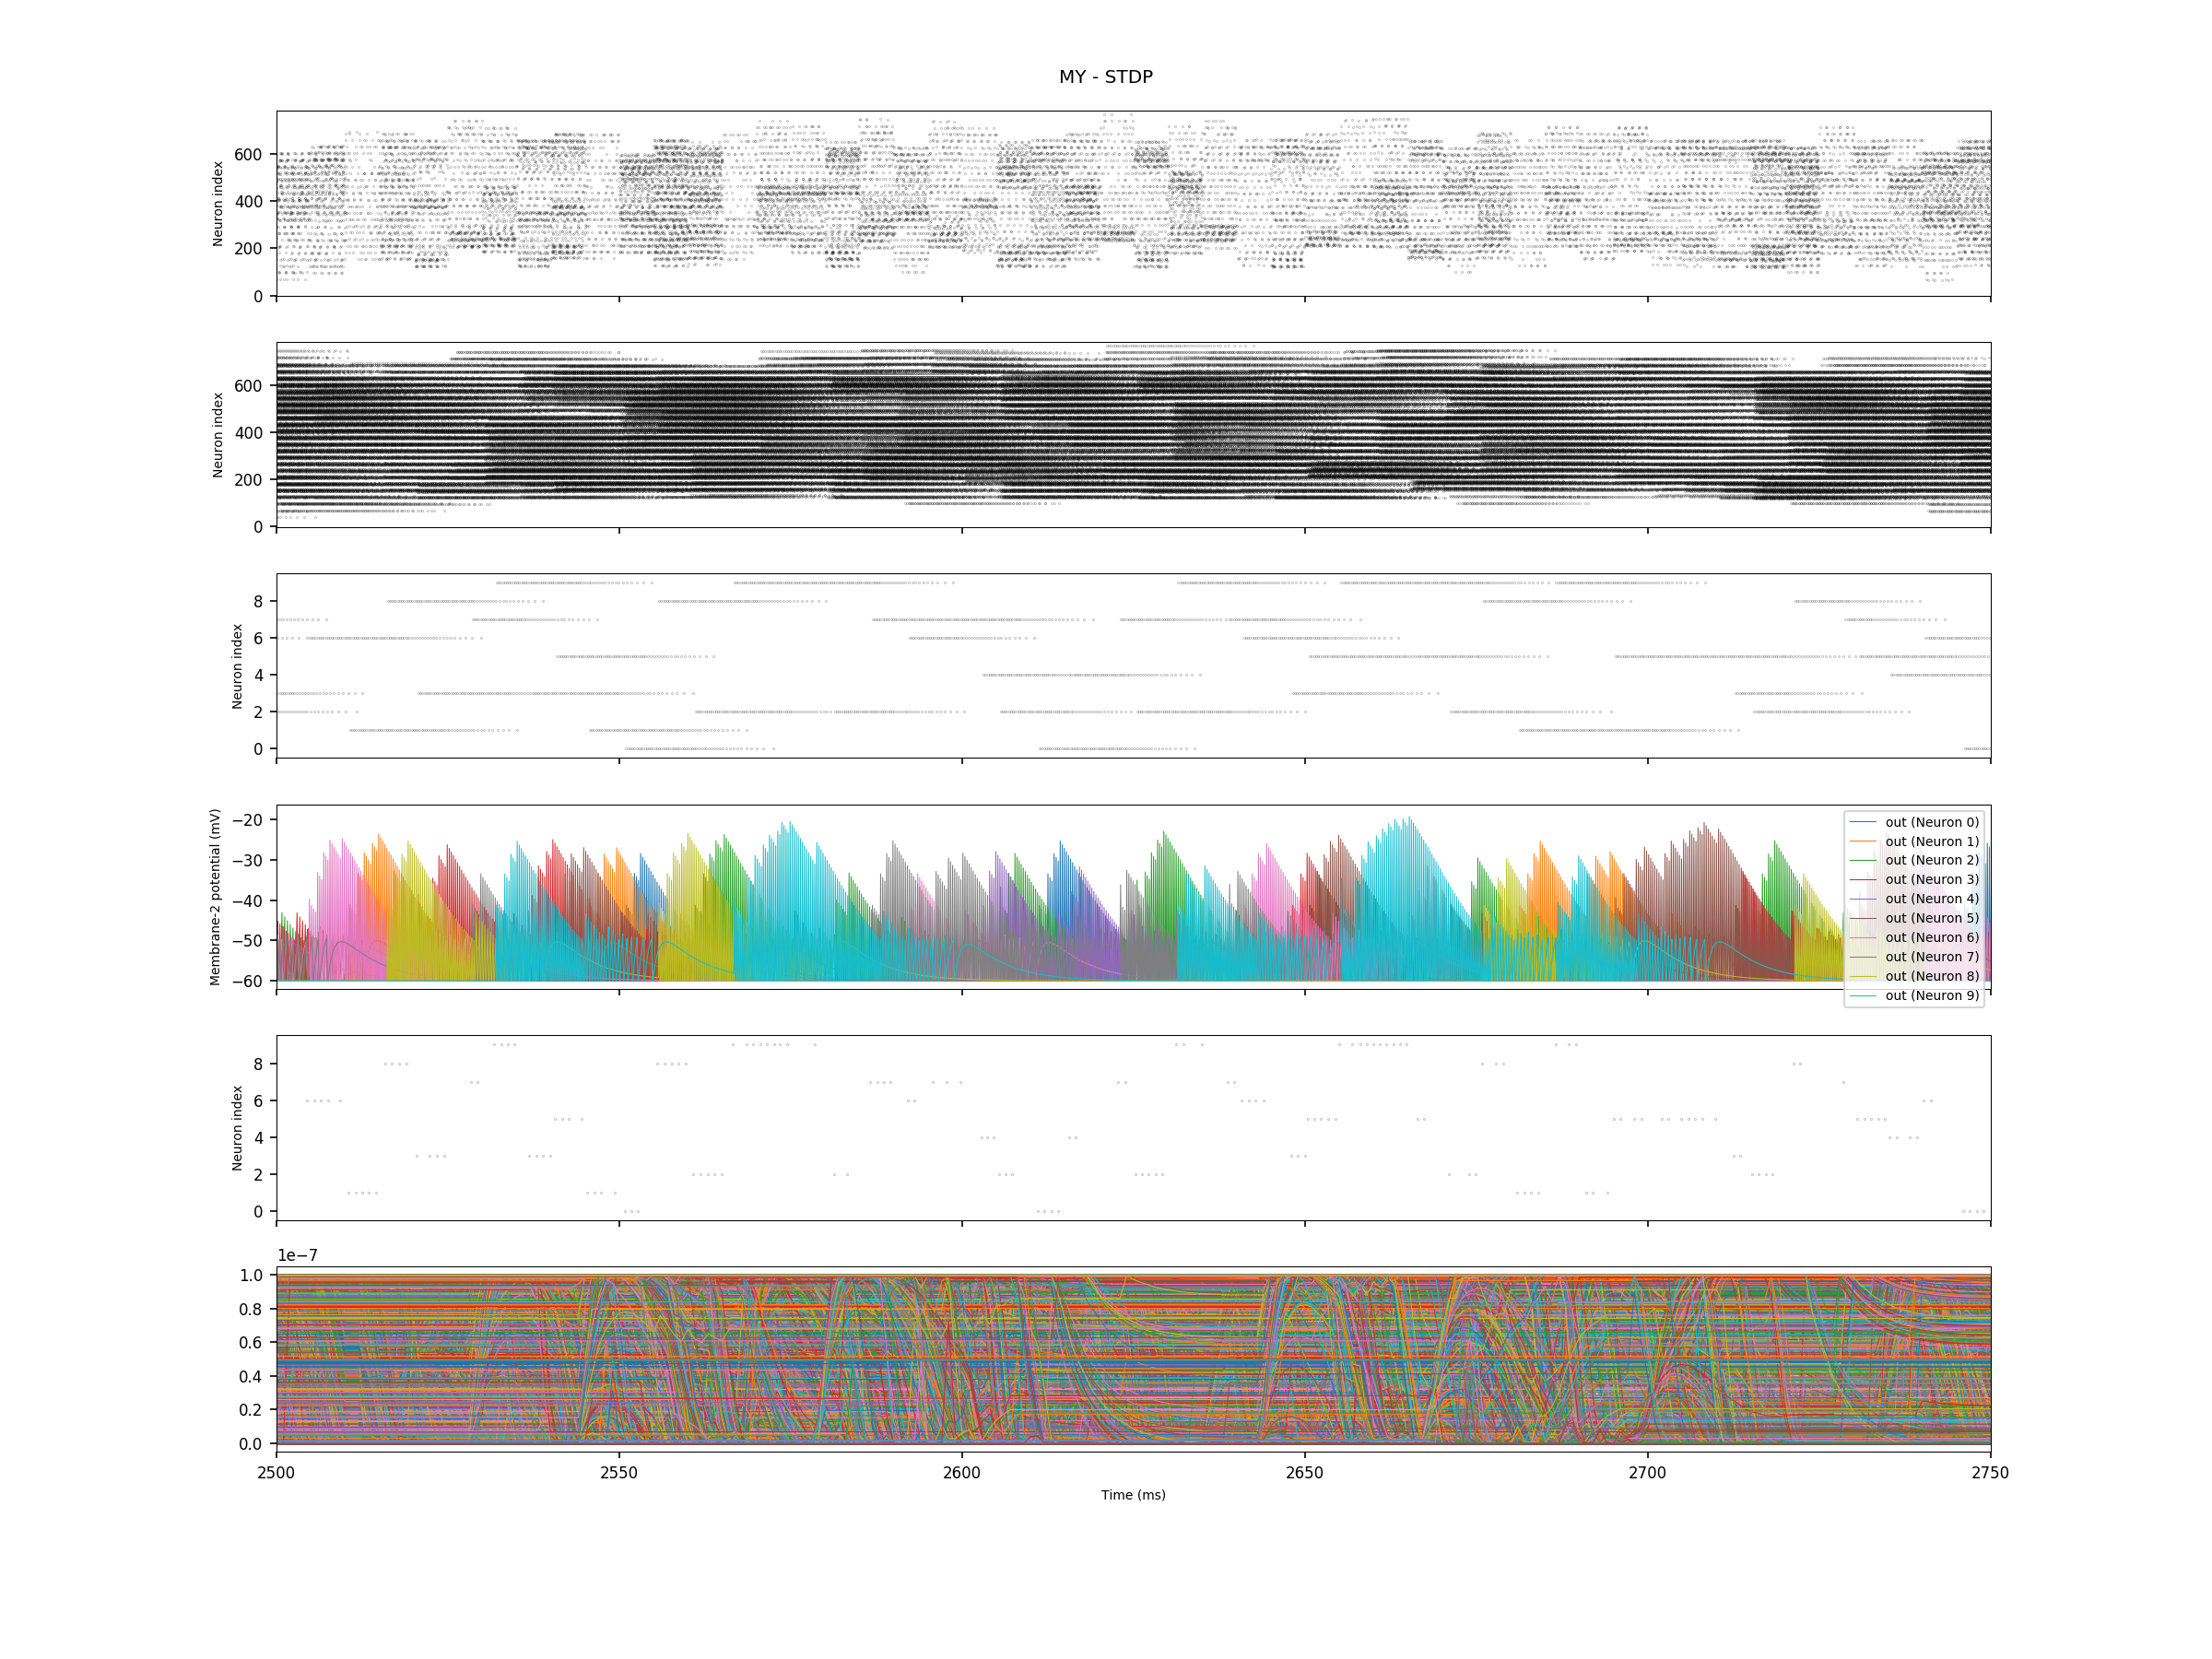 MY - STDP
600
400
200
0
Neuron index
600
400
200
0
Neuron index
8
6
4
2
0
Neuron index
−20
−30
−40
−50
−60
Membrane-2 potential (mV)
out (Neuron 0)
out (Neuron 1)
out (Neuron 2)
out (Neuron 3)
out (Neuron 4)
out (Neuron 5)
out (Neuron 6)
out (Neuron 7)
out (Neuron 8)
out (Neuron 9)
8
6
4
2
0
Neuron index
1e−7
1.0
0.8
0.6
0.4
0.2
0.0
2500 2550 2600 2650 2700 2750
Time (ms)